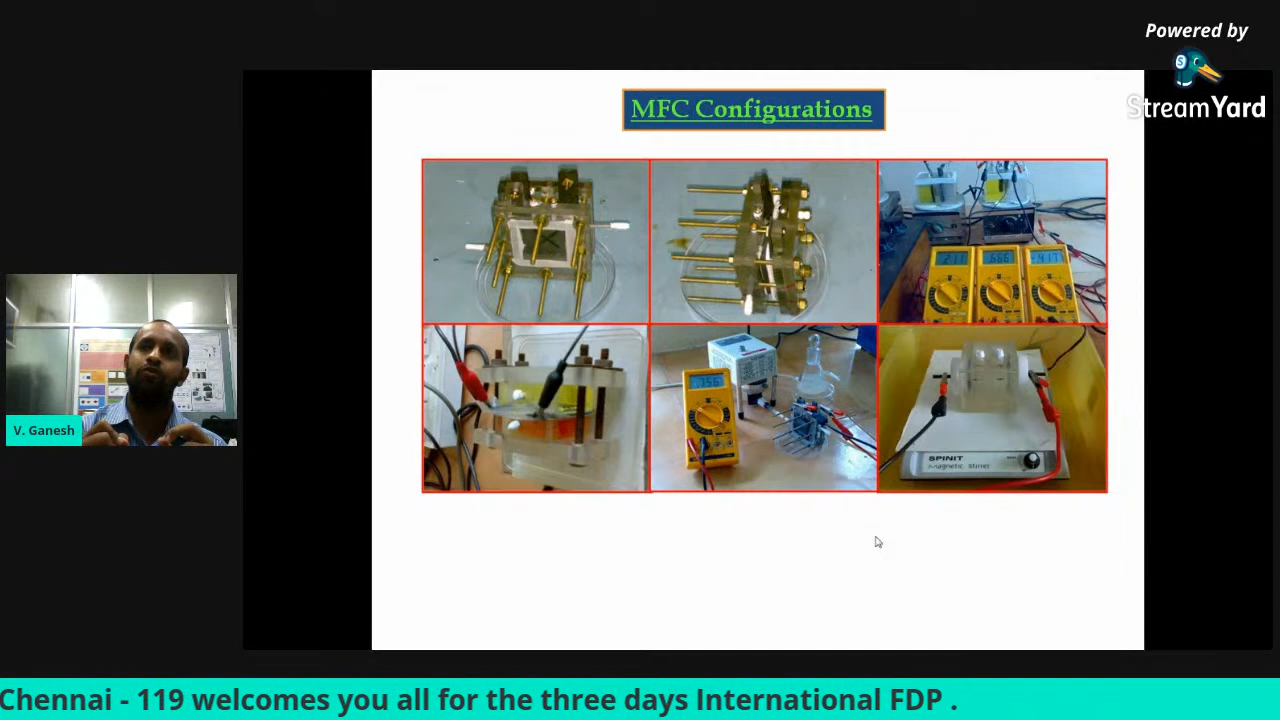 Powered by
StreamYard
MFC Configurations
V. Ganesh
SPINIT
Magnetic Stirrer
Chennai - 119 welcomes you all for the three days International FDP .